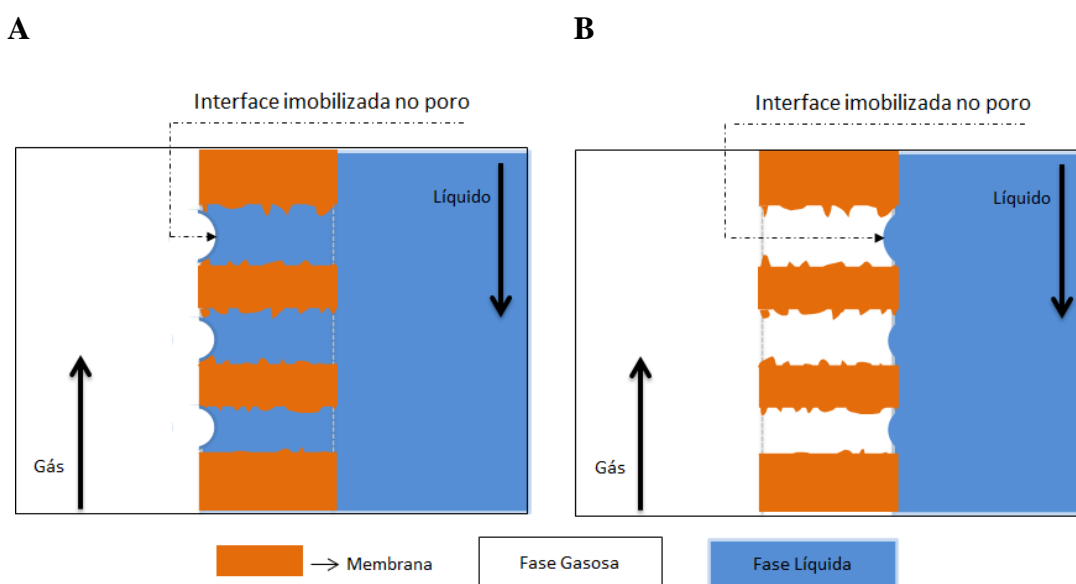 A
B
Interface imobilizada no poro
Interface imobilizada no poro
Líquido
Líquido
Gás
Gás
Membrana
Fase Gasosa
Fase Líquida